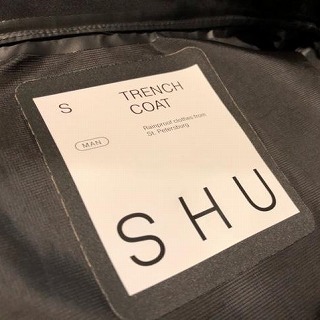 S
TRENCH
COAT
MAN
Rainproof clothes from
St. Petersburg
SHU